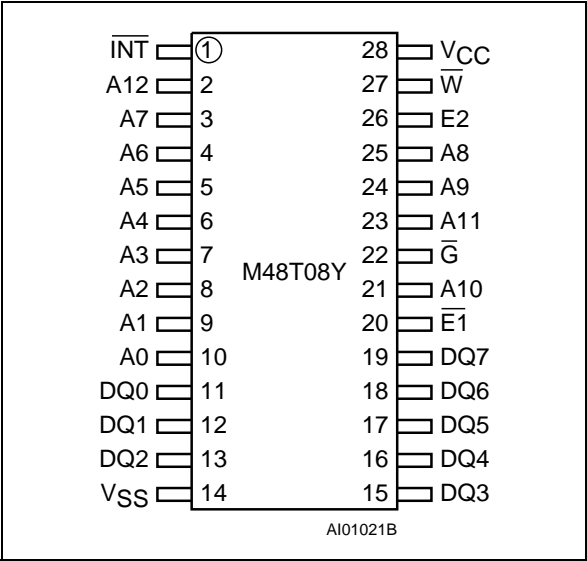 I̅N̅T̅ 1 28 VCC
A12 2 27 W̅
A7 3 26 E2
A6 4 25 A8
A5 5 24 A9
A4 6 23 A11
A3 7 22 G̅
M48T08Y
A2 8 21 A10
A1 9 20 E̅1̅
A0 10 19 DQ7
DQ0 11 18 DQ6
DQ1 12 17 DQ5
DQ2 13 16 DQ4
VSS 14 15 DQ3
AI01021B